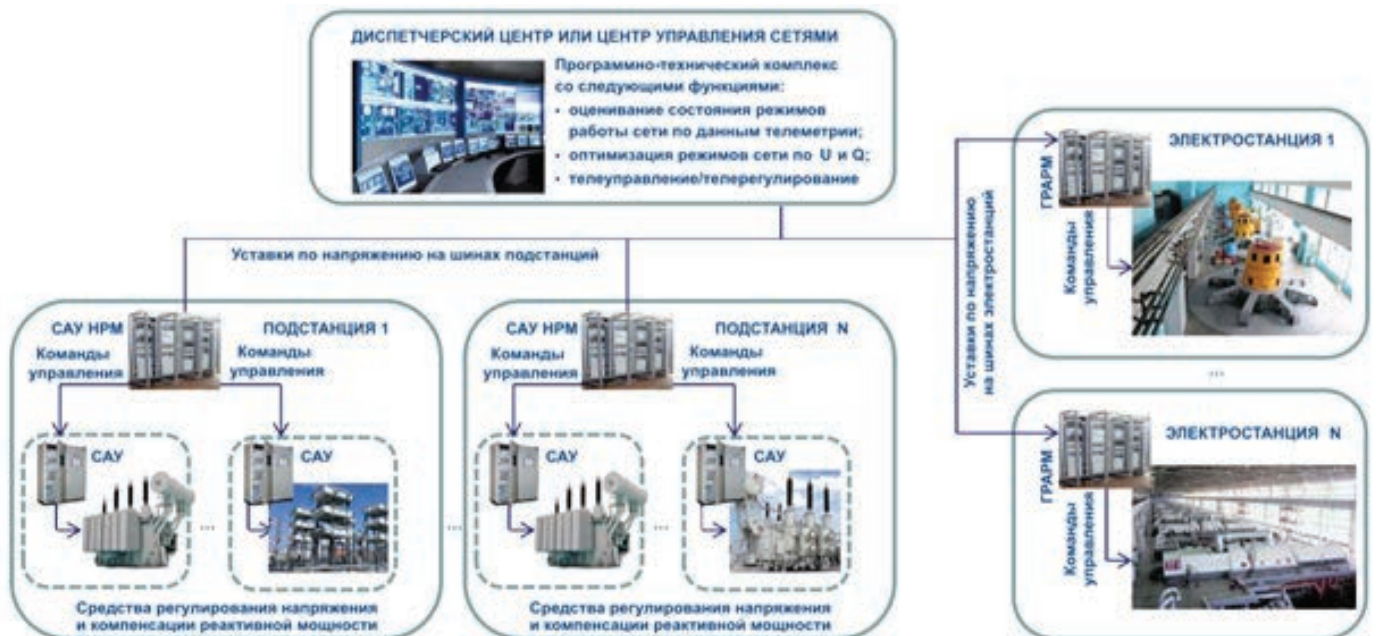 ДИСПЕТЧЕРСКИЙ ЦЕНТР ИЛИ ЦЕНТР УПРАВЛЕНИЯ СЕТЯМИ
Программно-технический комплекс
со следующими функциями:
• оценивание состояния режимов
работы сети по данным телеметрии;
• оптимизация режимов сети по U и Q;
• телеуправление/телерегулирование
Уставки по напряжению на шинах подстанций
Уставки по напряжению
на шинах электростанций
САУ НРМ
ПОДСТАНЦИЯ 1
Команды
управления
Команды
управления
САУ
...
САУ
Средства регулирования напряжения
и компенсации реактивной мощности
...
САУ НРМ
ПОДСТАНЦИЯ N
Команды
управления
Команды
управления
САУ
...
САУ
Средства регулирования напряжения
и компенсации реактивной мощности
ЭЛЕКТРОСТАНЦИЯ 1
ГРАРМ
Команды
управления
...
ЭЛЕКТРОСТАНЦИЯ N
ГРАРМ
Команды
управления